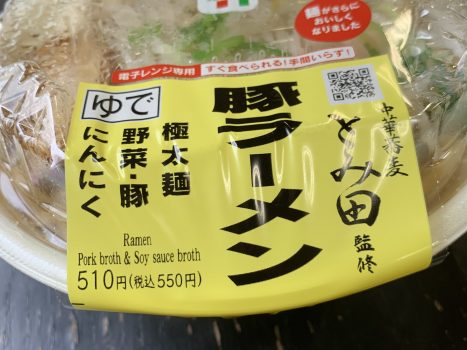 麺がさらに
おいしく
なりました
電子レンジ専用 すぐ食べられる!手間いらず!
ゆで
中華蕎麦
とみ田
監修
豚ラーメン
極太麺
野菜・豚
にんにく
Ramen
Pork broth & Soy sauce broth
510円(税込550円)